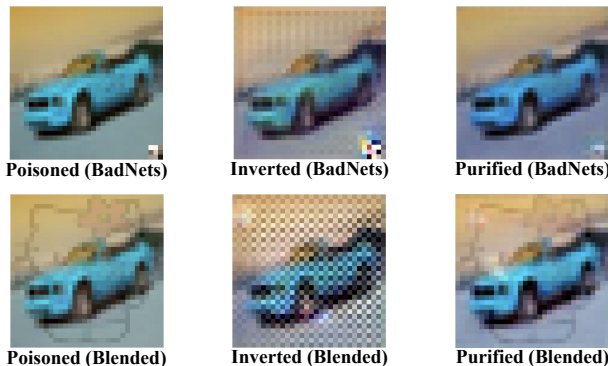 Poisoned (BadNets) Inverted (BadNets) Purified (BadNets)
Poisoned (Blended) Inverted (Blended) Purified (Blended)